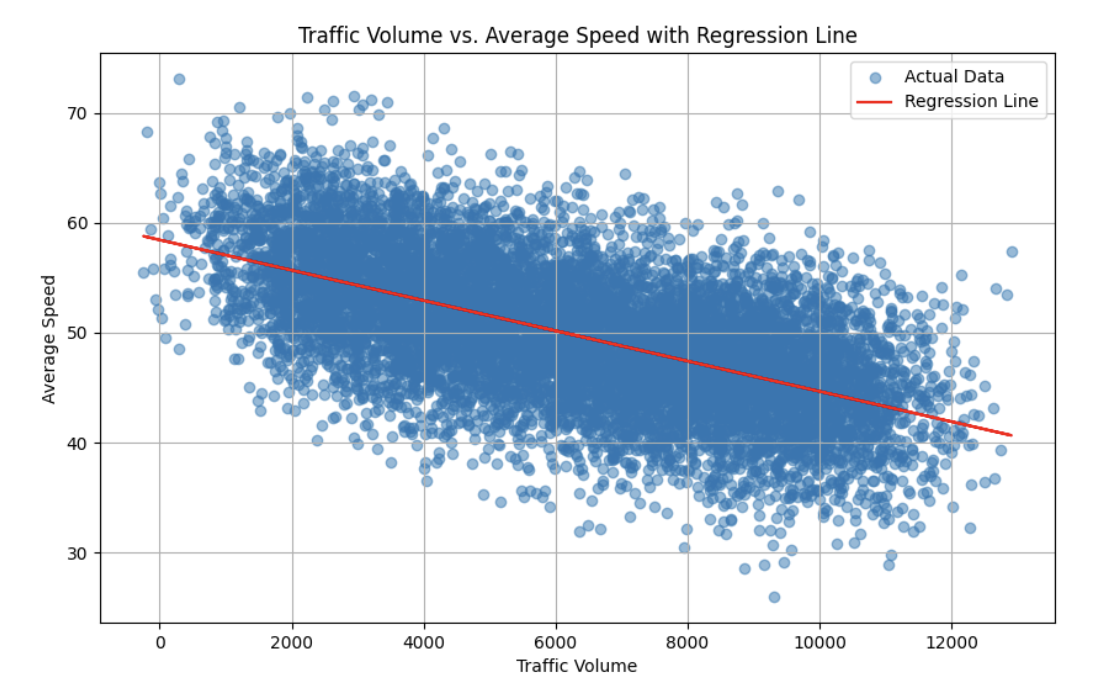 Traffic Volume vs. Average Speed with Regression Line
Actual Data
Regression Line
Average Speed
70
60
50
40
30
0 2000 4000 6000 8000 10000 12000
Traffic Volume